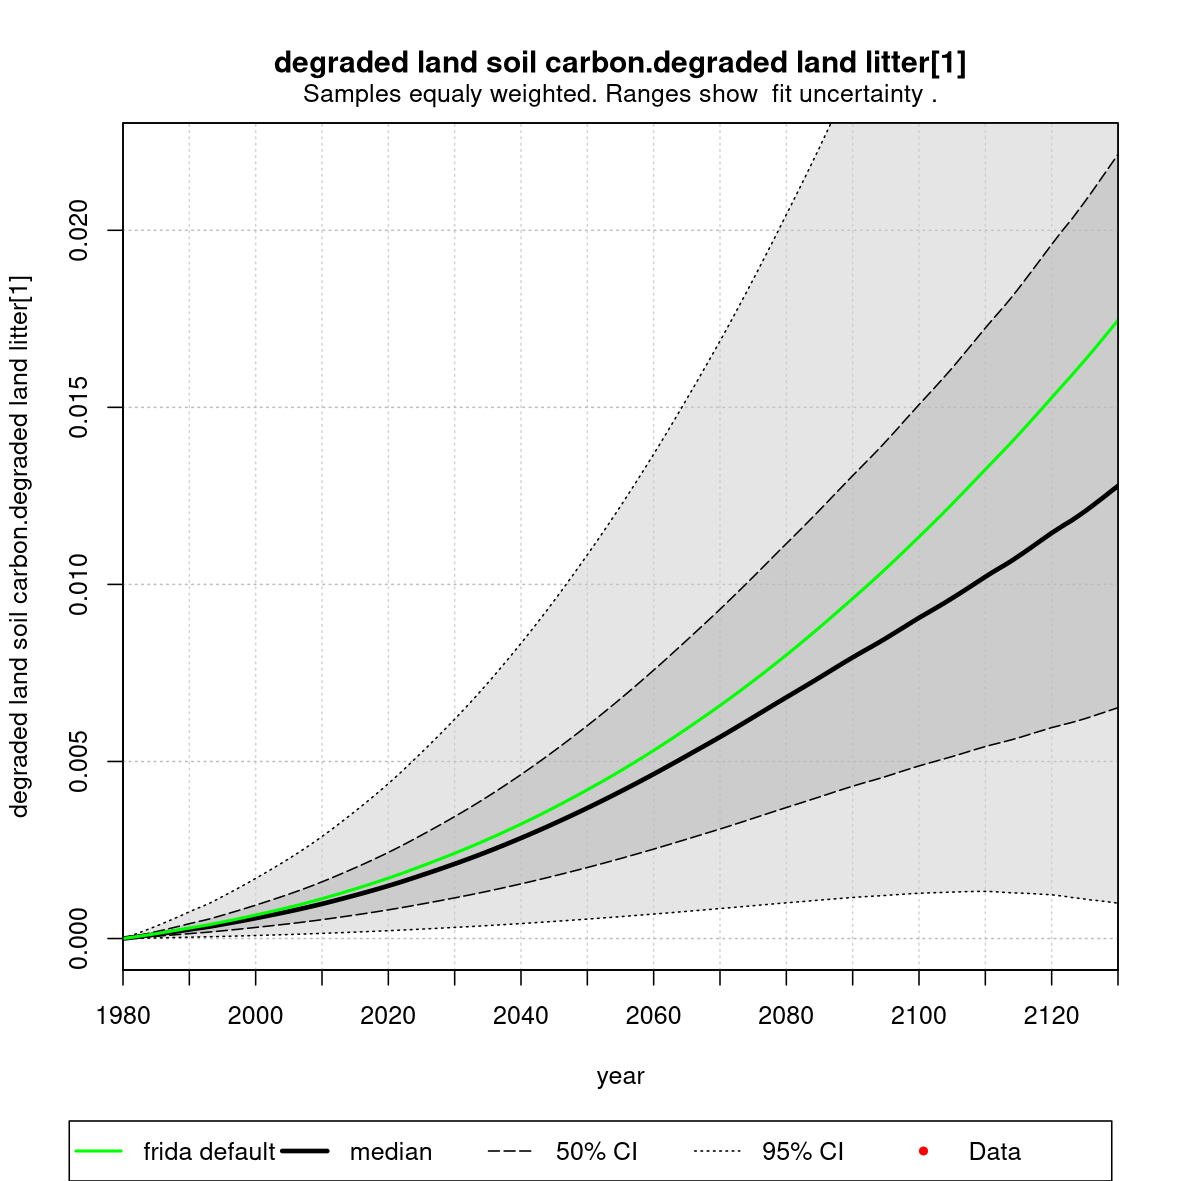 degraded land soil carbon.degraded land litter[1]
Samples equaly weighted. Ranges show  fit uncertainty .
degraded land soil carbon.degraded land litter[1]
0.020
0.015
0.010
0.005
0.000
1980 2000 2020 2040 2060 2080 2100 2120
year
frida default median 50% CI 95% CI Data